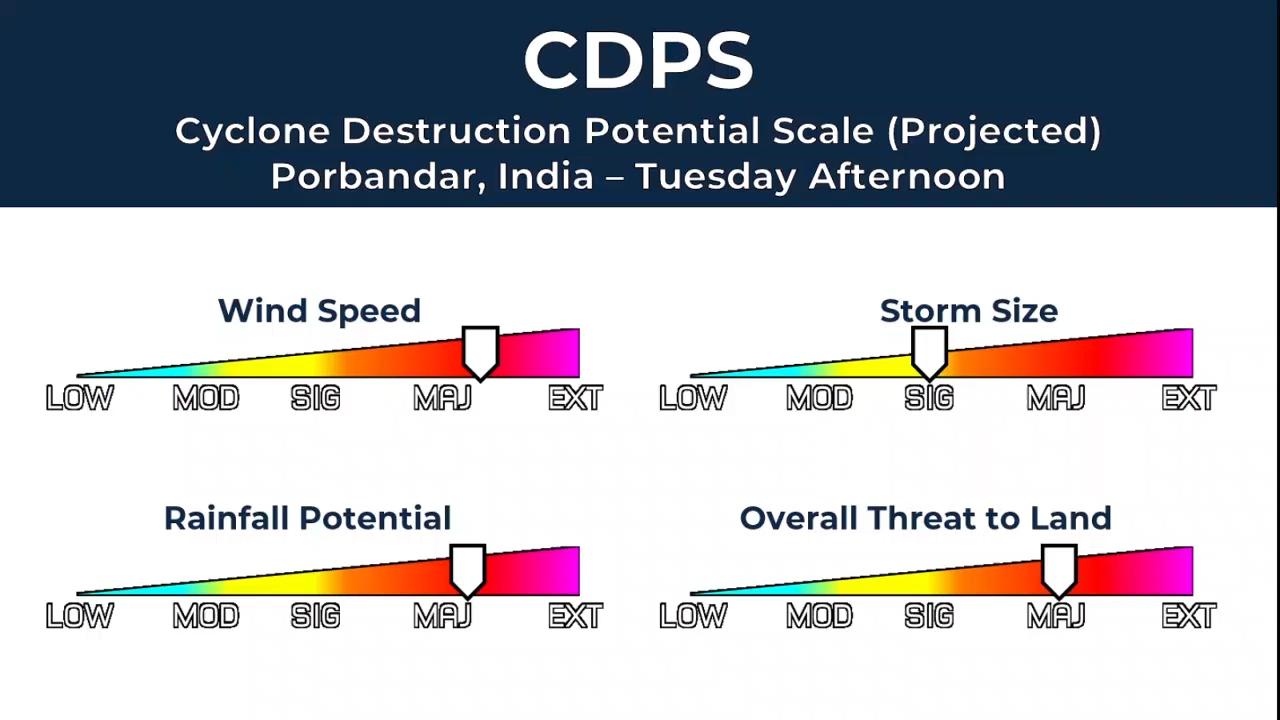 CDPS
Cyclone Destruction Potential Scale (Projected)
Porbandar, India – Tuesday Afternoon
Wind Speed
LOW MOD SIG MAJ EXT
Storm Size
LOW MOD SIG MAJ EXT
Rainfall Potential
LOW MOD SIG MAJ EXT
Overall Threat to Land
LOW MOD SIG MAJ EXT